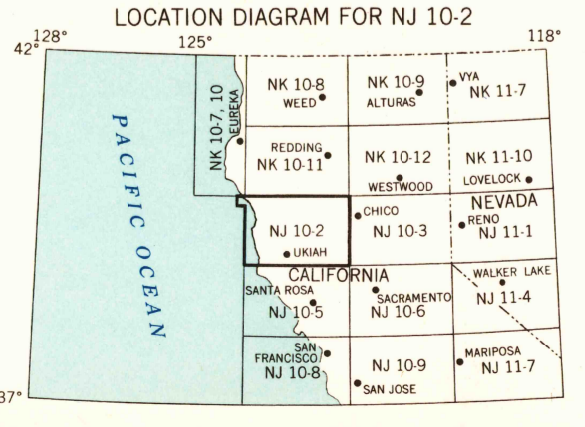 LOCATION DIAGRAM FOR NJ 10-2
42° 128° 125° 118°
NK 10-7, 10
EUREKA
NK 10-8
WEED
NK 10-9
ALTURAS
VYA
NK 11-7
PACIFIC OCEAN
REDDING
NK 10-11
NK 10-12
WESTWOOD
NK 11-10
LOVELOCK
NJ 10-2
UKIAH
CHICO
NJ 10-3
NEVADA
RENO
NJ 11-1
CALIFORNIA
SANTA ROSA
NJ 10-5
SACRAMENTO
NJ 10-6
WALKER LAKE
NJ 11-4
SAN
FRANCISCO
NJ 10-8
NJ 10-9
SAN JOSE
MARIPOSA
NJ 11-7
37°